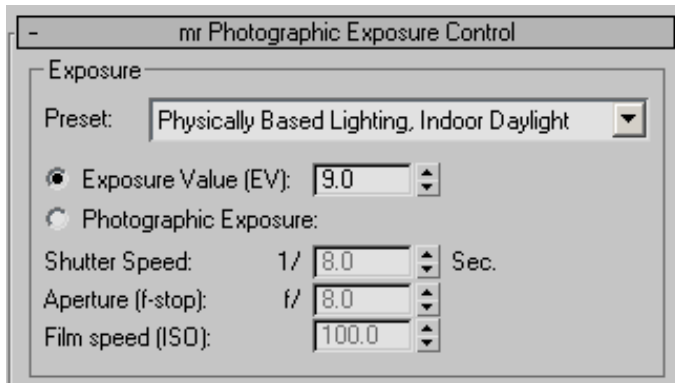 - mr Photographic Exposure Control
Exposure
Preset: Physically Based Lighting, Indoor Daylight
Exposure Value (EV): 9.0
Photographic Exposure:
Shutter Speed: 1/ 8.0 Sec.
Aperture (f-stop): f/ 8.0
Film speed (ISO): 100.0